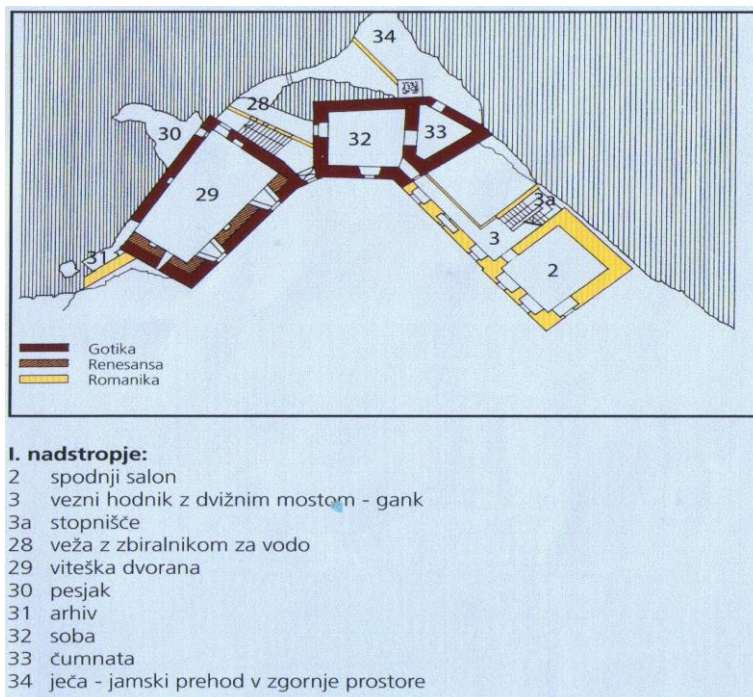 34
28
30
32
33
29
3a
3
2
31
Gotika
Renesansa
Romanika
I. nadstropje:
2 spodnji salon
3 vezni hodnik z dvižnim mostom - gank
3a stopnišče
28 veža z zbiralnikom za vodo
29 viteška dvorana
30 pesjak
31 arhiv
32 soba
33 čumnata
34 ječa - jamski prehod v zgornje prostore